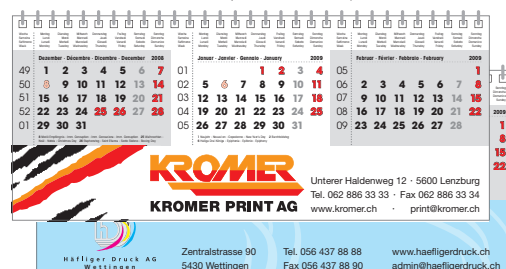 Dezember · Décembre · Dicembre · December 2008
49 1 2 3 4 5 6 7
50 8 9 10 11 12 13 14
51 15 16 17 18 19 20 21
52 22 23 24 25 26 27 28
01 29 30 31
Januar · Janvier · Gennaio · January 2009
01 1 2 3 4
02 5 6 7 8 9 10 11
03 12 13 14 15 16 17 18
04 19 20 21 22 23 24 25
05 26 27 28 29 30 31
Februar · Février · Febbraio · February 2009
05 1
06 2 3 4 5 6 7 8
07 9 10 11 12 13 14 15
08 16 17 18 19 20 21 22
09 23 24 25 26 27 28
2009
1
8
15
22
KROMER
KROMER PRINT AG
Unterer Haldenweg 12 · 5600 Lenzburg
Tel. 062 886 33 33 · Fax 062 886 33 34
www.kromer.ch · print@kromer.ch
Häfliger Druck AG
Wettingen
Zentralstrasse 90 Tel. 056 437 88 88 www.haefligerdruck.ch
5430 Wettingen Fax 056 437 88 90 admin@haefligerdruck.ch